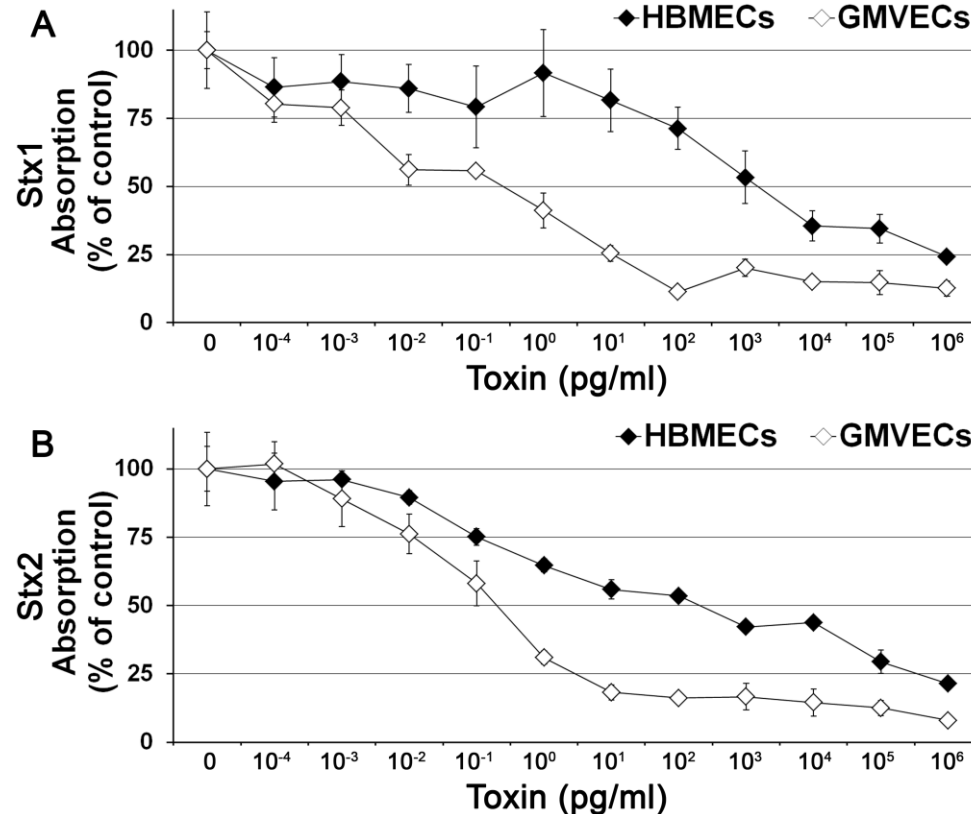 A
HBMECs GMVECs
Stx1
Absorption
(% of control)
100
75
50
25
0
0 10⁻⁴ 10⁻³ 10⁻² 10⁻¹ 10⁰ 10¹ 10² 10³ 10⁴ 10⁵ 10⁶
Toxin (pg/ml)
B
HBMECs GMVECs
Stx2
Absorption
(% of control)
100
75
50
25
0
0 10⁻⁴ 10⁻³ 10⁻² 10⁻¹ 10⁰ 10¹ 10² 10³ 10⁴ 10⁵ 10⁶
Toxin (pg/ml)